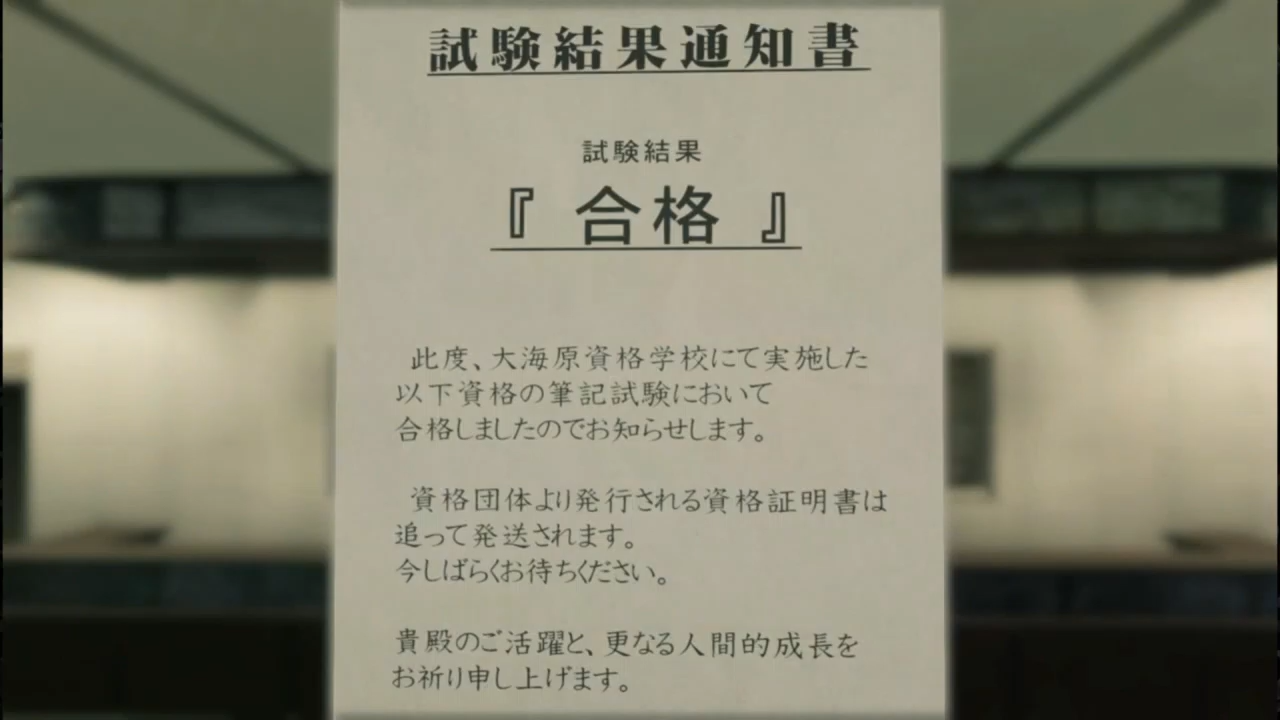 試験結果通知書
試験結果
『 合格 』
此度、大海原資格学校にて実施した
以下資格の筆記試験において
合格しましたのでお知らせします。
資格団体より発行される資格証明書は
追って発送されます。
今しばらくお待ちください。
貴殿のご活躍と、更なる人間的成長を
お祈り申し上げます。